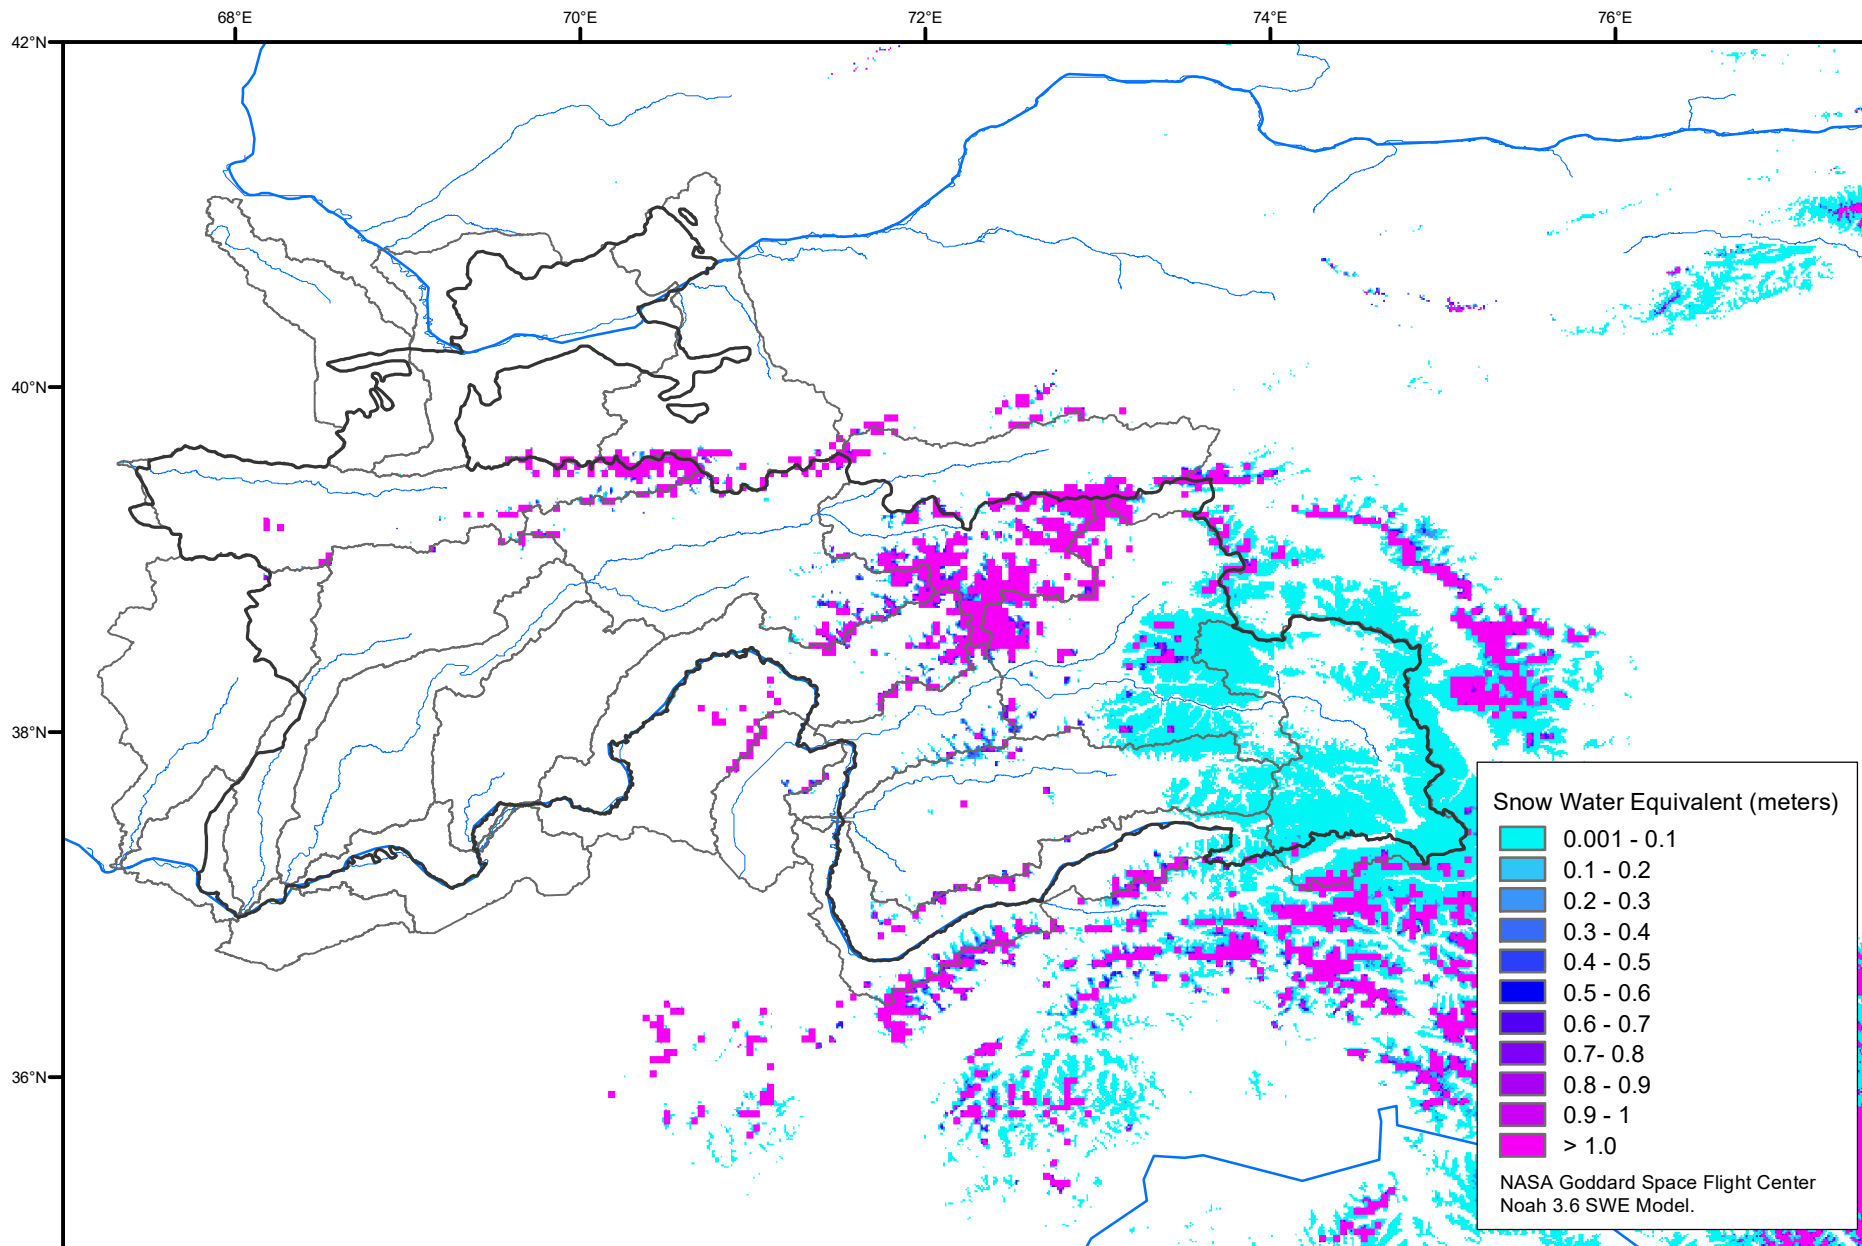 68°E 70°E 72°E 74°E 76°E
42°N
40°N
38°N
36°N
Snow Water Equivalent (meters)
0.001 - 0.1
0.1 - 0.2
0.2 - 0.3
0.3 - 0.4
0.4 - 0.5
0.5 - 0.6
0.6 - 0.7
0.7- 0.8
0.8 - 0.9
0.9 - 1
> 1.0
NASA Goddard Space Flight Center
Noah 3.6 SWE Model.